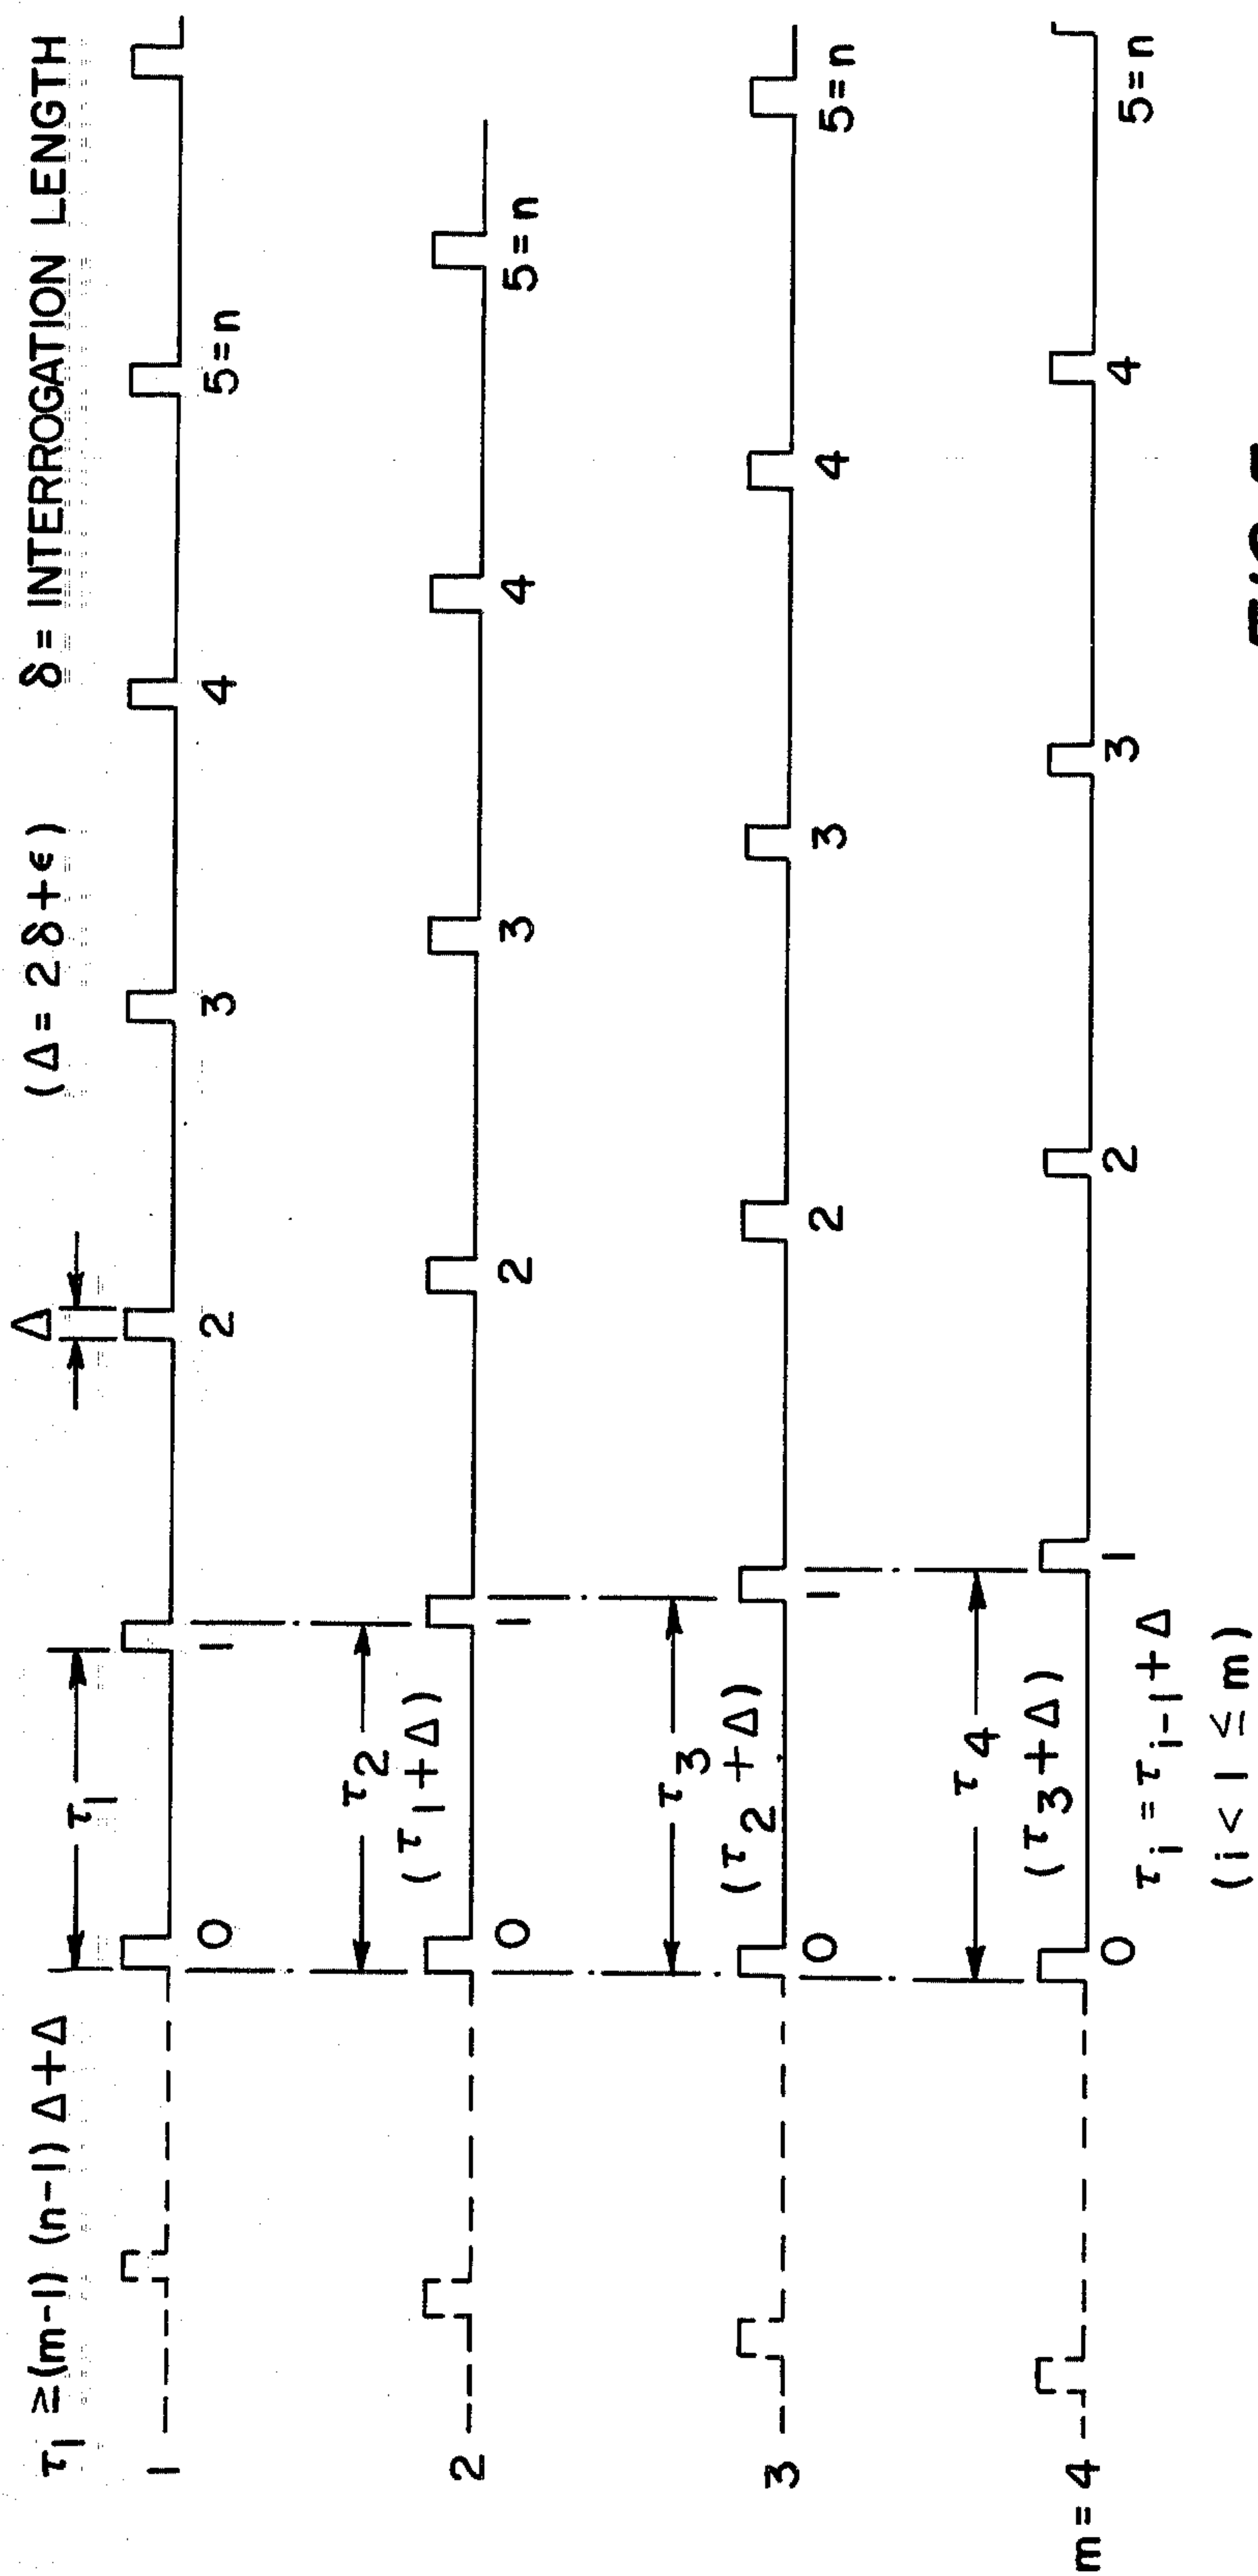 τ1 ≥ (m-1) (n-1) Δ+Δ
(Δ = 2δ+ϵ)
δ = INTERROGATION LENGTH
Δ
τ1
1
0 1 2 3 4 5=n
τ2
(τ1+Δ)
2
0 1 2 3 4 5=n
τ3
(τ2 +Δ)
3
0 1 2 3 4 5=n
τ4
(τ3+Δ)
m = 4
0 1 2 3 4 5=n
τi = τi-1+Δ
(i < 1 ≤ m)